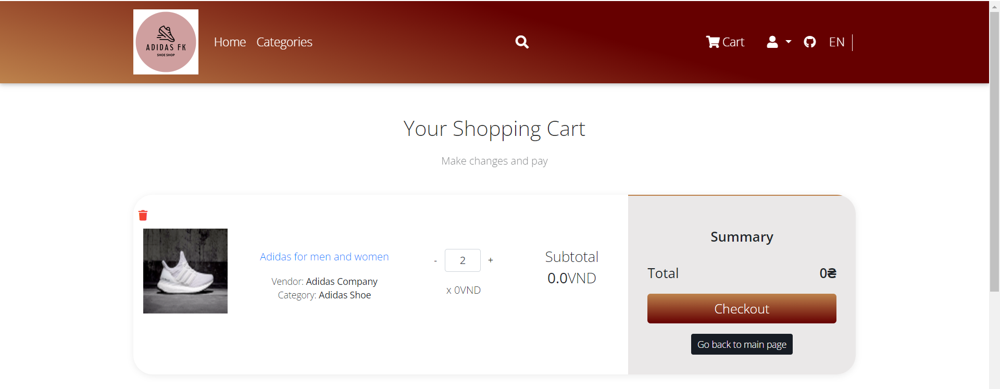 ADIDAS FK
SHOE SHOP
Home Categories
Cart
EN
Your Shopping Cart
Make changes and pay
Adidas for men and women
Vendor: Adidas Company
Category: Adidas Shoe
- 2 +
x 0VND
Subtotal
0.0VND
Summary
Total 0₴
Checkout
Go back to main page